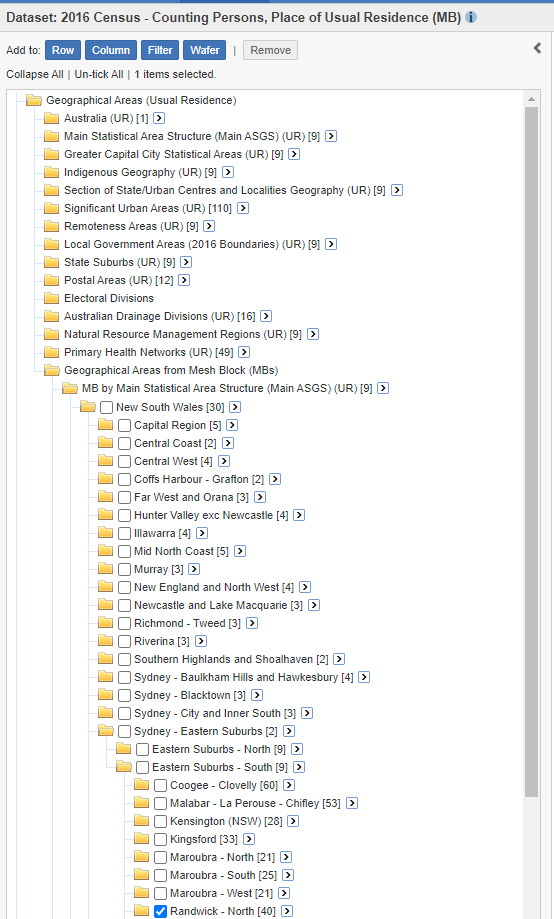 Dataset: 2016 Census - Counting Persons, Place of Usual Residence (MB)
Add to: Row Column Filter Wafer | Remove
Collapse All | Un-tick All | 1 items selected.
Geographical Areas (Usual Residence)
Australia (UR) [1]
Main Statistical Area Structure (Main ASGS) (UR) [9]
Greater Capital City Statistical Areas (UR) [9]
Indigenous Geography (UR) [9]
Section of State/Urban Centres and Localities Geography (UR) [9]
Significant Urban Areas (UR) [110]
Remoteness Areas (UR) [9]
Local Government Areas (2016 Boundaries) (UR) [9]
State Suburbs (UR) [9]
Postal Areas (UR) [12]
Electoral Divisions
Australian Drainage Divisions (UR) [16]
Natural Resource Management Regions (UR) [9]
Primary Health Networks (UR) [49]
Geographical Areas from Mesh Block (MBs)
MB by Main Statistical Area Structure (Main ASGS) (UR) [9]
New South Wales [30]
Capital Region [5]
Central Coast [2]
Central West [4]
Coffs Harbour - Grafton [2]
Far West and Orana [3]
Hunter Valley exc Newcastle [4]
Illawarra [4]
Mid North Coast [5]
Murray [3]
New England and North West [4]
Newcastle and Lake Macquarie [3]
Richmond - Tweed [3]
Riverina [3]
Southern Highlands and Shoalhaven [2]
Sydney - Baulkham Hills and Hawkesbury [4]
Sydney - Blacktown [3]
Sydney - City and Inner South [3]
Sydney - Eastern Suburbs [2]
Eastern Suburbs - North [9]
Eastern Suburbs - South [9]
Coogee - Clovelly [60]
Malabar - La Perouse - Chifley [53]
Kensington (NSW) [28]
Kingsford [33]
Maroubra - North [21]
Maroubra - South [25]
Maroubra - West [21]
Randwick - North [40]